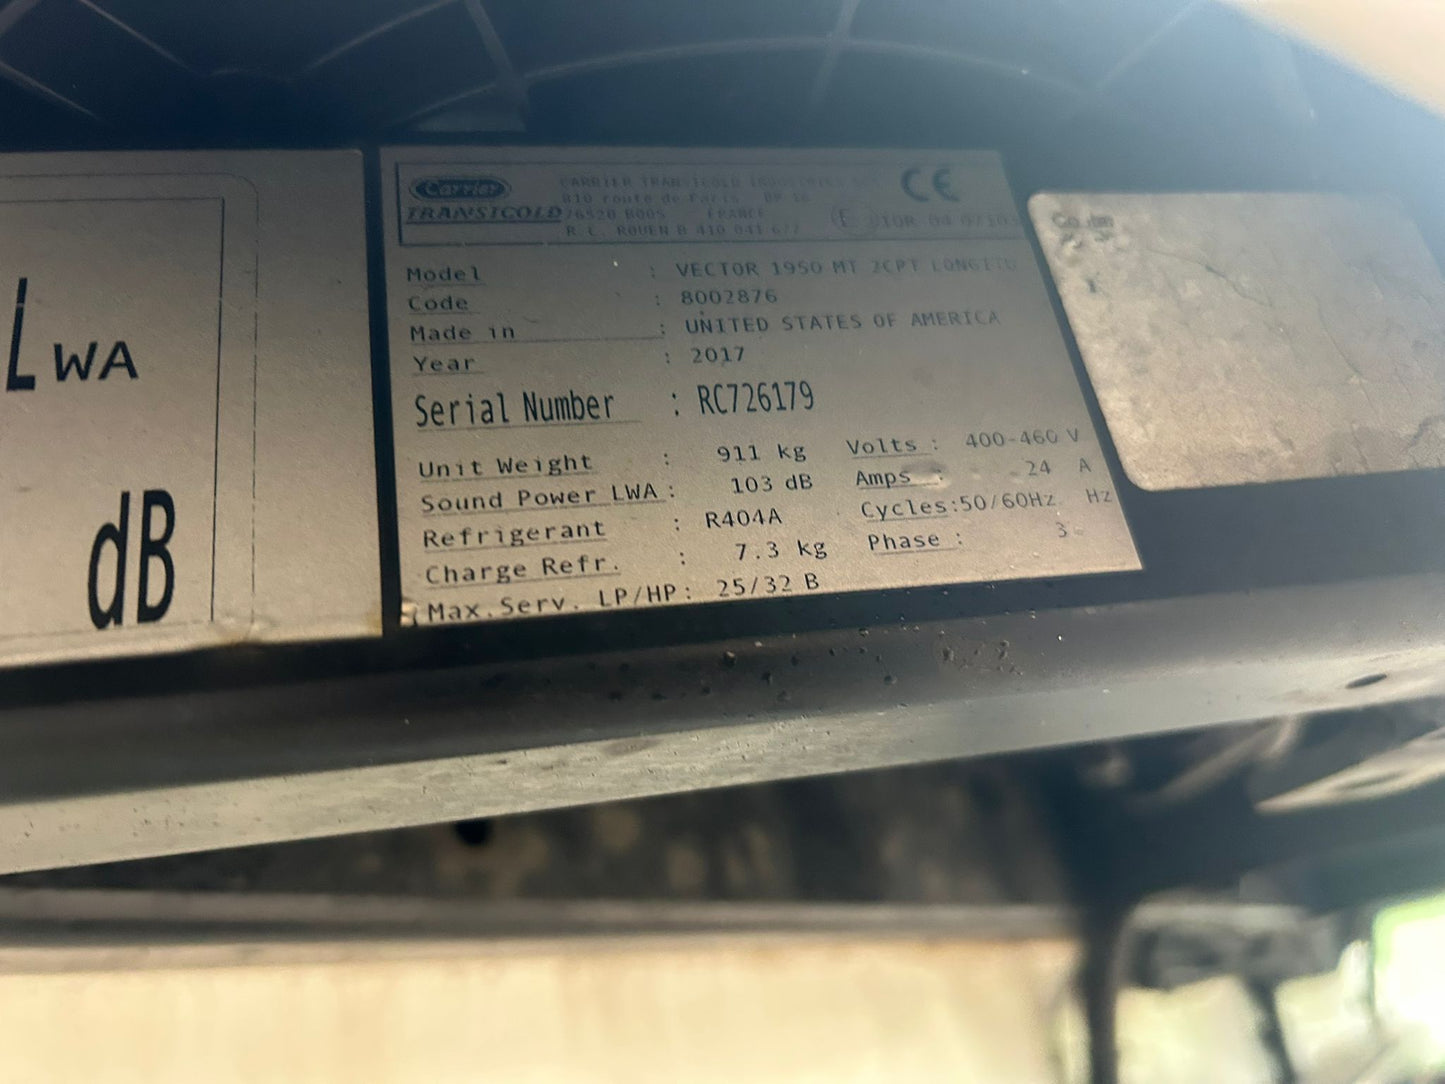 LWA
dB
Carrier
TRANSICOLD
CARRIER TRANSICOLD INDUSTRIES
810 route de Paris BP 16
76520 BOOS FRANCE
R.C. ROUEN B 410 041 677
CE
Model : VECTOR 1950 MT 2CPT LONGITU
Code : 8002876
Made in : UNITED STATES OF AMERICA
Year : 2017
Serial Number : RC726179
Unit Weight : 911 kg Volts : 400-460 V
Sound Power LWA : 103 dB Amps : 24 A
Refrigerant : R404A Cycles:50/60Hz Hz
Charge Refr. : 7.3 kg Phase : 3
Max.Serv. LP/HP: 25/32 B